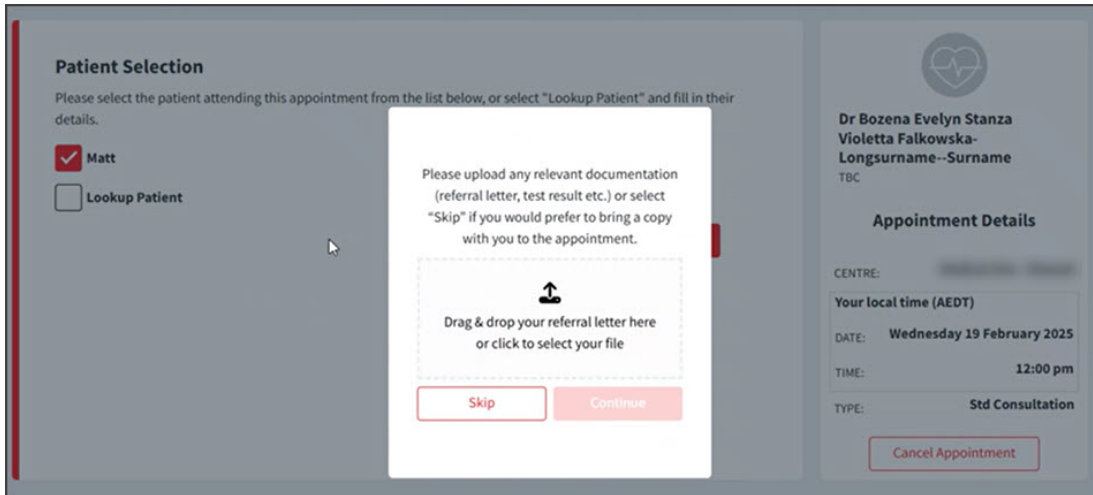 Patient Selection
Please select the patient attending this appointment from the list below, or select "Lookup Patient" and fill in their
details.
Matt
Lookup Patient
Please upload any relevant documentation
(referral letter, test result etc.) or select
“Skip” if you would prefer to bring a copy
with you to the appointment.
Drag & drop your referral letter here
or click to select your file
Skip
Continue
Dr Bozena Evelyn Stanza
Violetta Falkowska-
Longsurname--Surname
TBC
Appointment Details
CENTRE:
Your local time (AEDT)
DATE: Wednesday 19 February 2025
TIME: 12:00 pm
TYPE: Std Consultation
Cancel Appointment